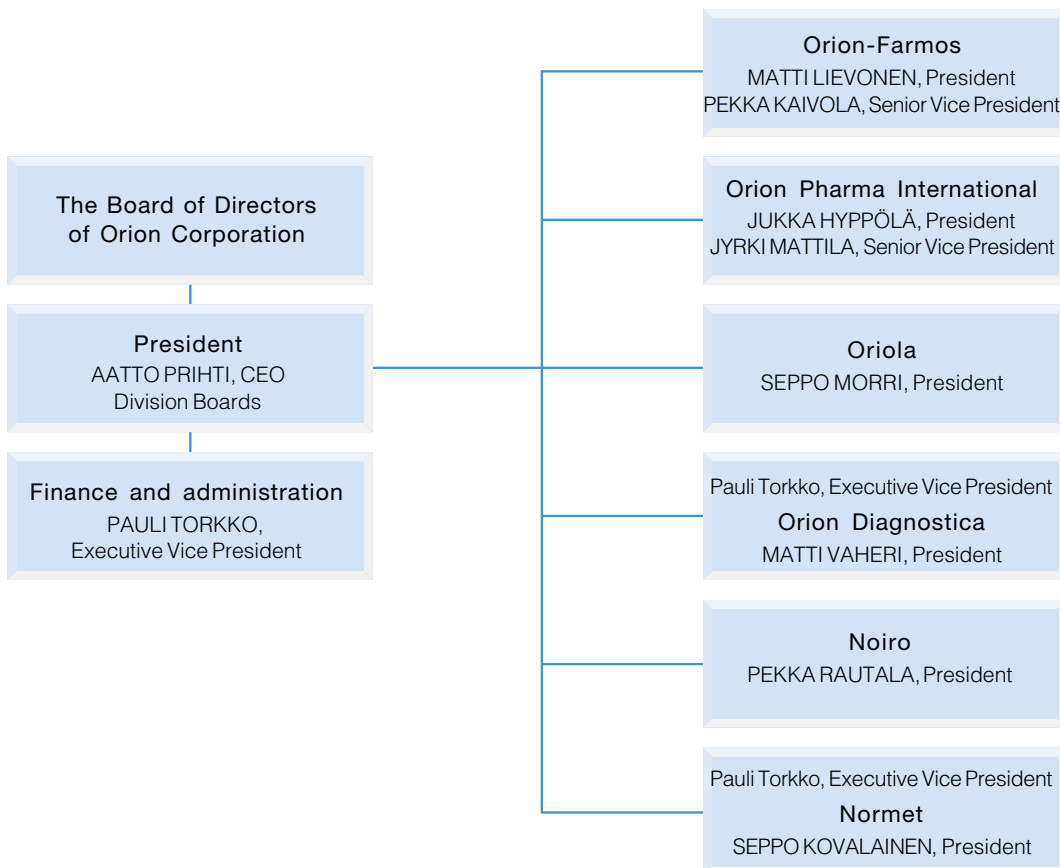 The Board of Directors
of Orion Corporation
President
AATTO PRIHTI, CEO
Division Boards
Finance and administration
PAULI TORKKO,
Executive Vice President
Orion-Farmos
MATTI LIEVONEN, President
PEKKA KAIVOLA, Senior Vice President
Orion Pharma International
JUKKA HYPPÖLÄ, President
JYRKI MATTILA, Senior Vice President
Oriola
SEPPO MORRI, President
Pauli Torkko, Executive Vice President
Orion Diagnostica
MATTI VAHERI, President
Noiro
PEKKA RAUTALA, President
Pauli Torkko, Executive Vice President
Normet
SEPPO KOVALAINEN, President